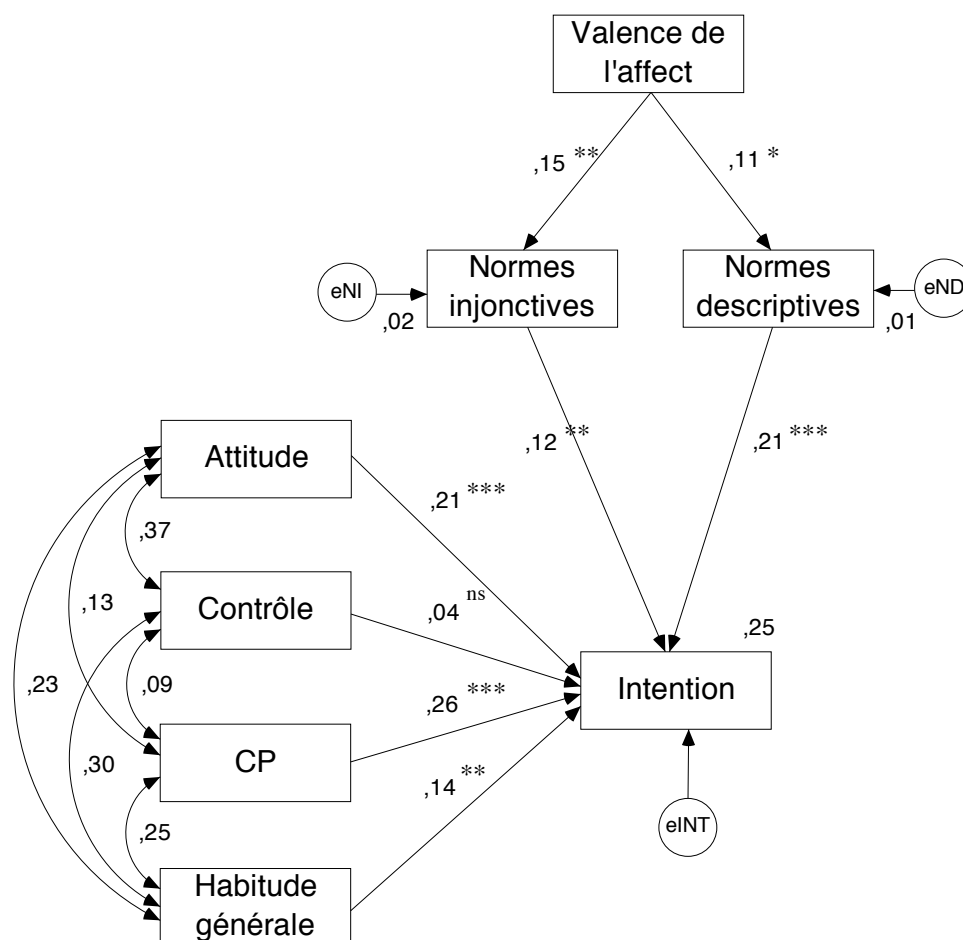 Valence de
l'affect
,15 **
,11 *
Normes
injonctives
Normes
descriptives
eNI
eND
,02
,01
,12 **
,21 ***
Attitude
,21 ***
,37
,13
Contrôle
,04 ns
,25
,23
,09
,26 ***
Intention
,30
CP
,14 **
,25
eINT
Habitude
générale